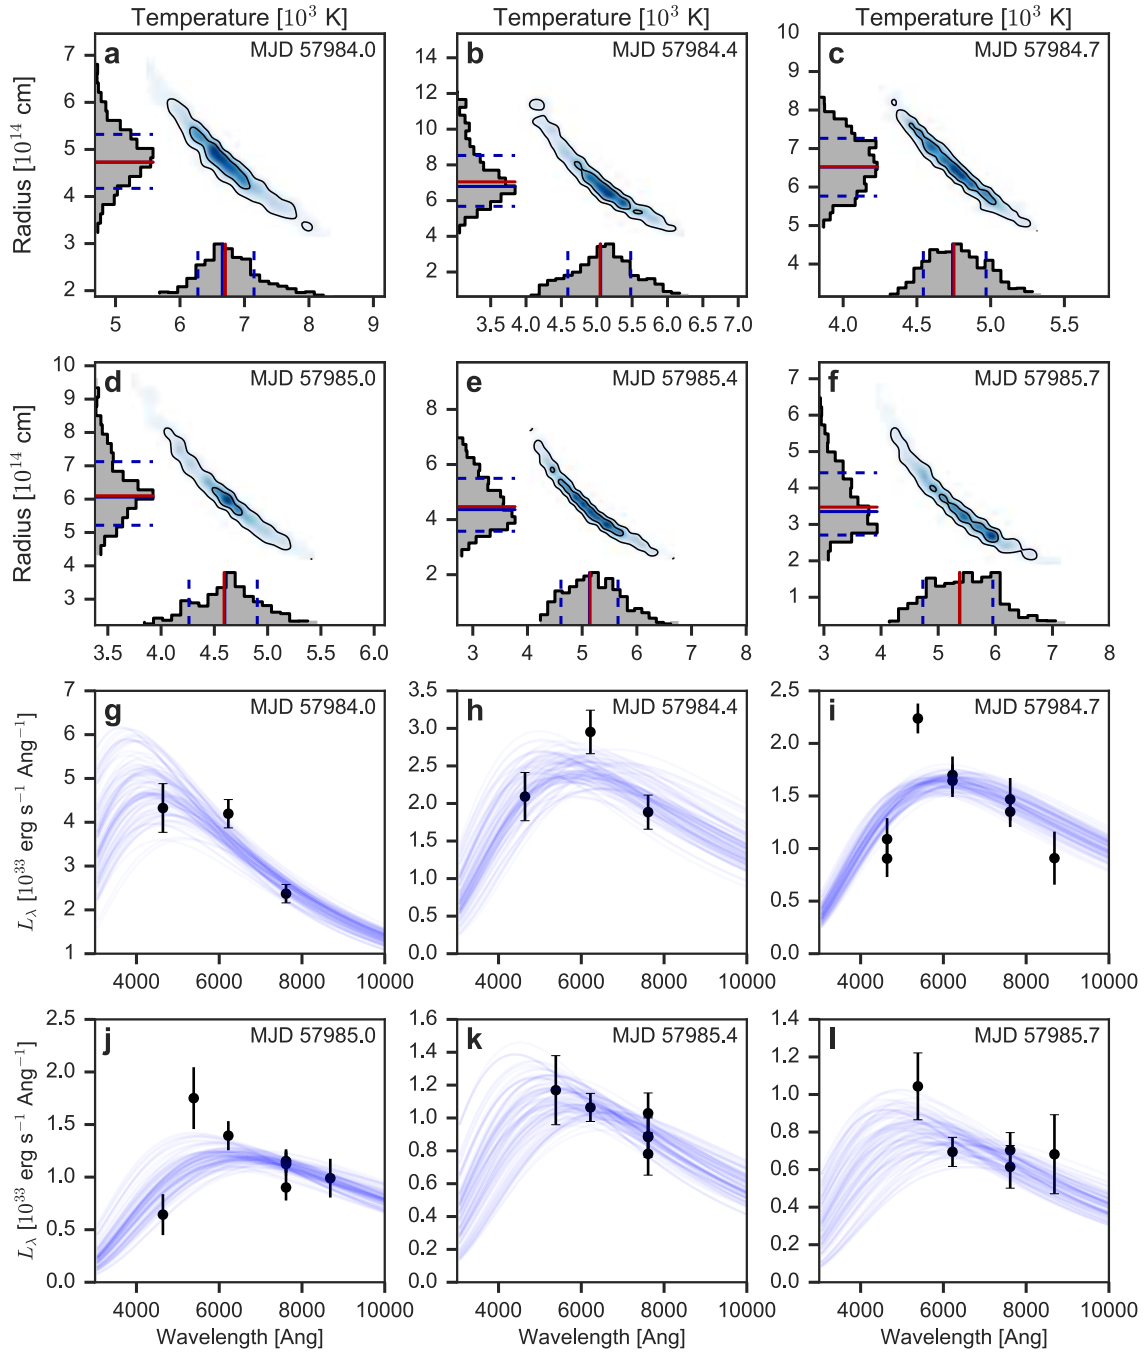 Temperature [10³ K] Temperature [10³ K] Temperature [10³ K]
a MJD 57984.0
b MJD 57984.4
c MJD 57984.7
Radius [10¹⁴ cm]
7 6 5 4 3 2
5 6 7 8 9
14 12 10 8 6 4 2
3.5 4.0 4.5 5.0 5.5 6.0 6.5 7.0
10 9 8 7 6 5 4
4.0 4.5 5.0 5.5
d MJD 57985.0
e MJD 57985.4
f MJD 57985.7
Radius [10¹⁴ cm]
10 9 8 7 6 5 4 3
3.5 4.0 4.5 5.0 5.5 6.0
8 6 4 2
2 3 4 5 6 7 8
7 6 5 4 3 2 1
3 4 5 6 7 8
g MJD 57984.0
h MJD 57984.4
i MJD 57984.7
L_λ [10³³ erg s⁻¹ Ang⁻¹]
7 6 5 4 3 2 1
4000 6000 8000 10000
3.5 3.0 2.5 2.0 1.5 1.0 0.5 0.0
4000 6000 8000 10000
2.5 2.0 1.5 1.0 0.5 0.0
4000 6000 8000 10000
j MJD 57985.0
k MJD 57985.4
l MJD 57985.7
L_λ [10³³ erg s⁻¹ Ang⁻¹]
2.5 2.0 1.5 1.0 0.5 0.0
4000 6000 8000 10000
1.6 1.4 1.2 1.0 0.8 0.6 0.4 0.2 0.0
4000 6000 8000 10000
1.4 1.2 1.0 0.8 0.6 0.4 0.2 0.0
4000 6000 8000 10000
Wavelength [Ang] Wavelength [Ang] Wavelength [Ang]